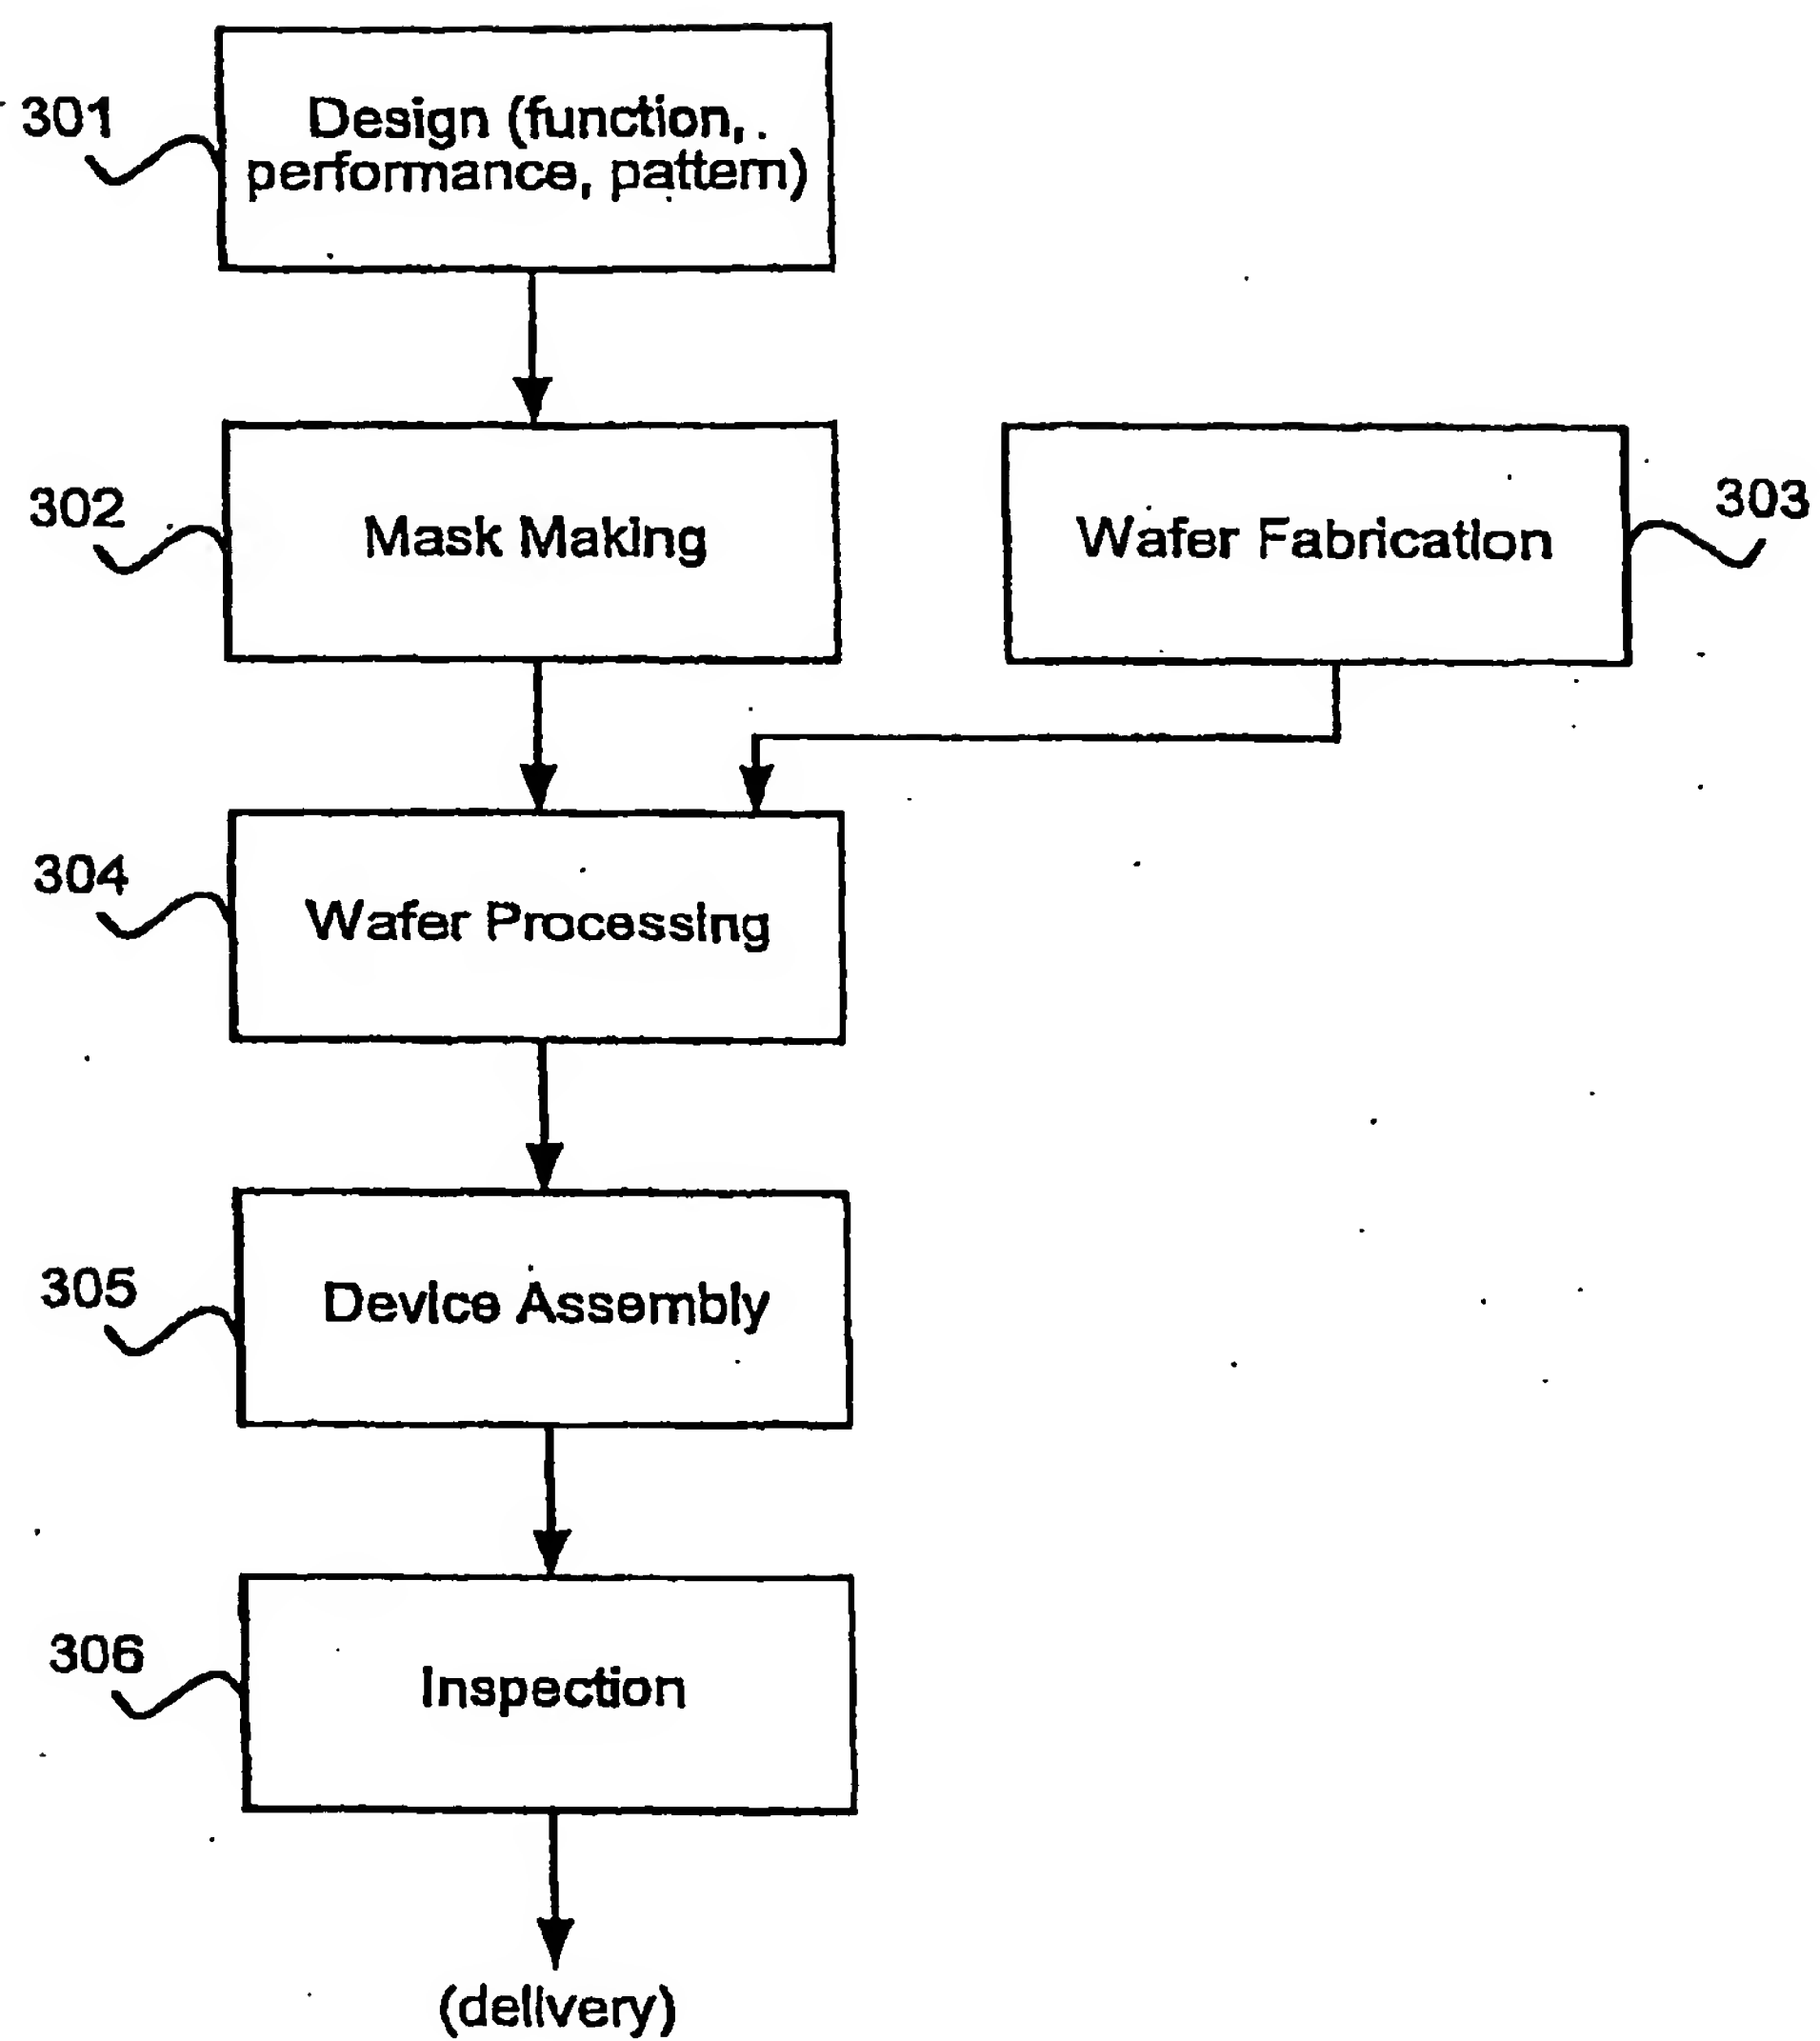 301
Design (function,
performance, pattern)
302
Mask Making
Wafer Fabrication
303
304
Wafer Processing
305
Device Assembly
306
Inspection
(delivery)